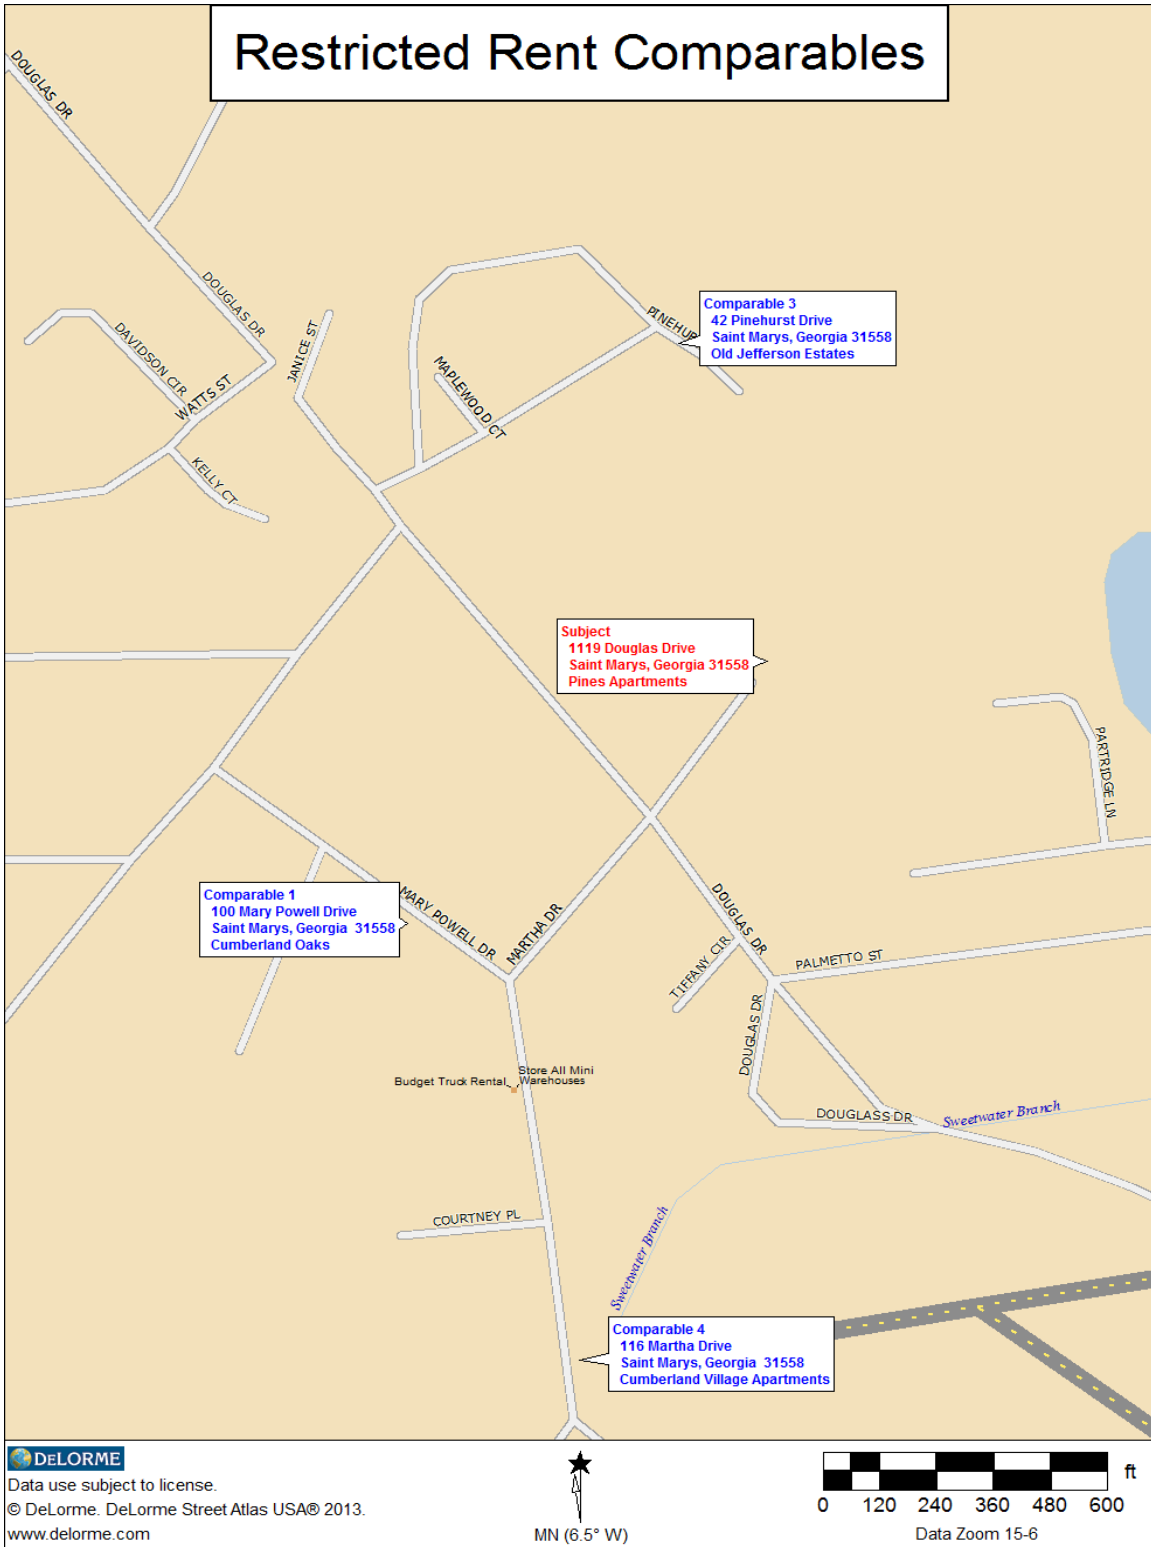 Restricted Rent Comparables
DOUGLAS DR
DOUGLAS DR
DAVIDSON CIR
WATTS ST
JANICE ST
KELLY CT
MAPLEWOOD CT
PINEHUR
Comparable 3
42 Pinehurst Drive
Saint Marys, Georgia 31558
Old Jefferson Estates
Subject
1119 Douglas Drive
Saint Marys, Georgia 31558
Pines Apartments
PARTRIDGE LN
Comparable 1
100 Mary Powell Drive
Saint Marys, Georgia 31558
Cumberland Oaks
MARY POWELL DR
MARTHA DR
DOUGLAS DR
TIFFANY CIR
PALMETTO ST
DOUGLAS DR
DOUGLASS DR
Sweetwater Branch
Store All Mini
Warehouses
Budget Truck Rental
COURTNEY PL
Sweetwater Branch
Comparable 4
116 Martha Drive
Saint Marys, Georgia 31558
Cumberland Village Apartments
DELORME
Data use subject to license.
© DeLorme. DeLorme Street Atlas USA® 2013.
www.delorme.com
MN (6.5° W)
ft
0 120 240 360 480 600
Data Zoom 15-6